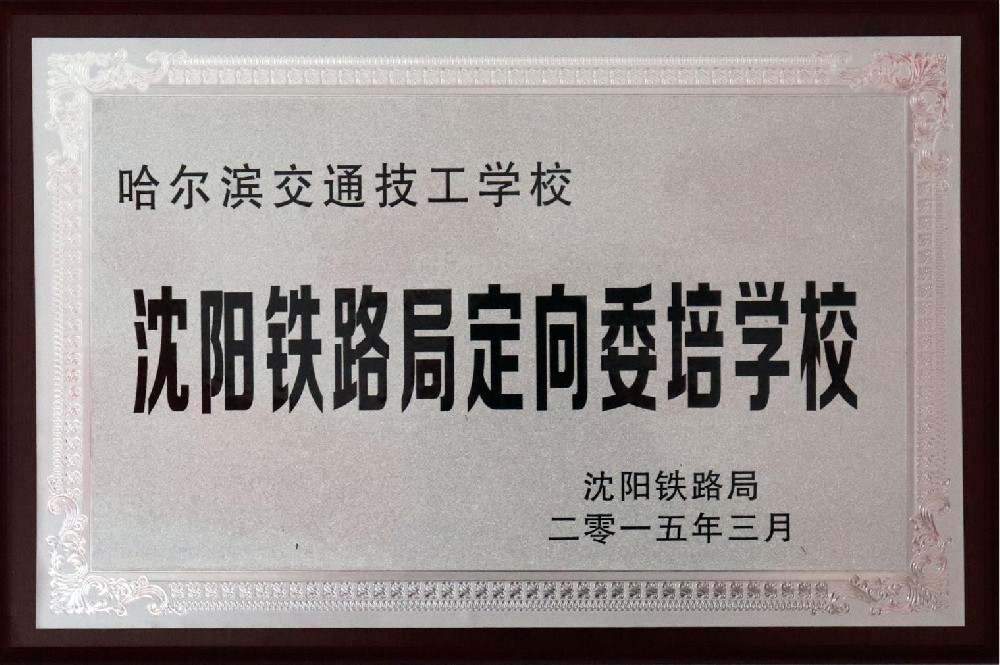 哈尔滨交通技工学校
沈阳铁路局定向委培学校
沈阳铁路局
二零一五年三月